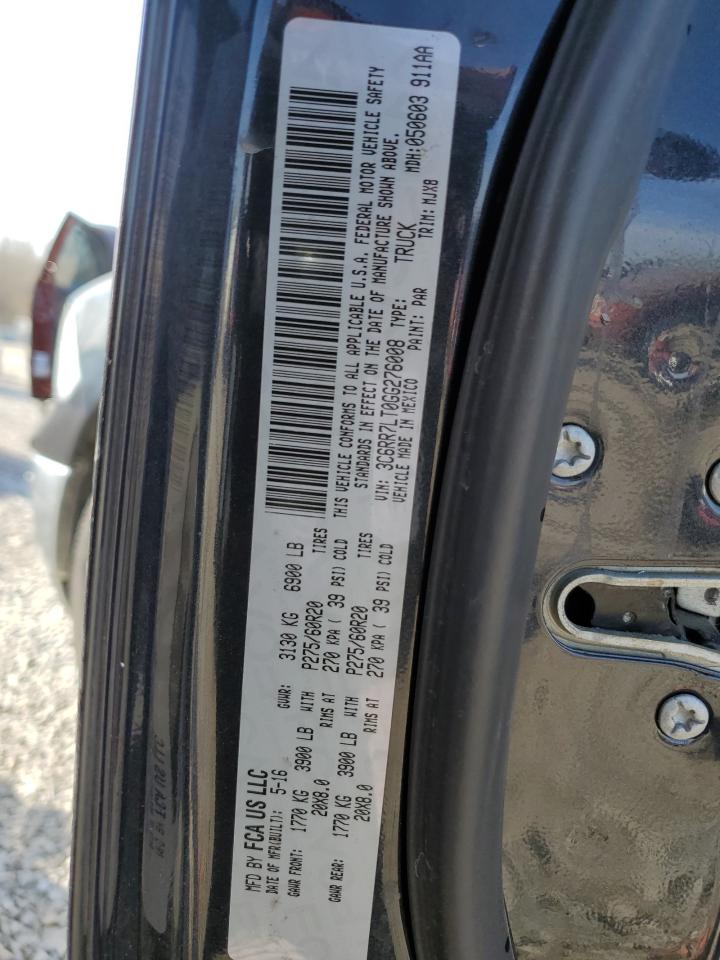 MFD BY FCA US LLC
DATE OF MFR(BUILT): 5-16 GVWR: 3130 KG 6900 LB
GAWR FRONT: 1770 KG 3900 LB WITH P275/60R20 TIRES
20X8.0 RIMS AT 270 KPA ( 39 PSI) COLD
GAWR REAR: 1770 KG 3900 LB WITH P275/60R20 TIRES
20X8.0 RIMS AT 270 KPA ( 39 PSI) COLD
THIS VEHICLE CONFORMS TO ALL APPLICABLE U.S.A. FEDERAL MOTOR VEHICLE SAFETY
STANDARDS IN EFFECT ON THE DATE OF MANUFACTURE SHOWN ABOVE.
VIN: 3C6RR7LT0GG276008 TYPE: TRUCK MDH:050603 911AA
VEHICLE MADE IN MEXICO PAINT: PAR TRIM: MJX8